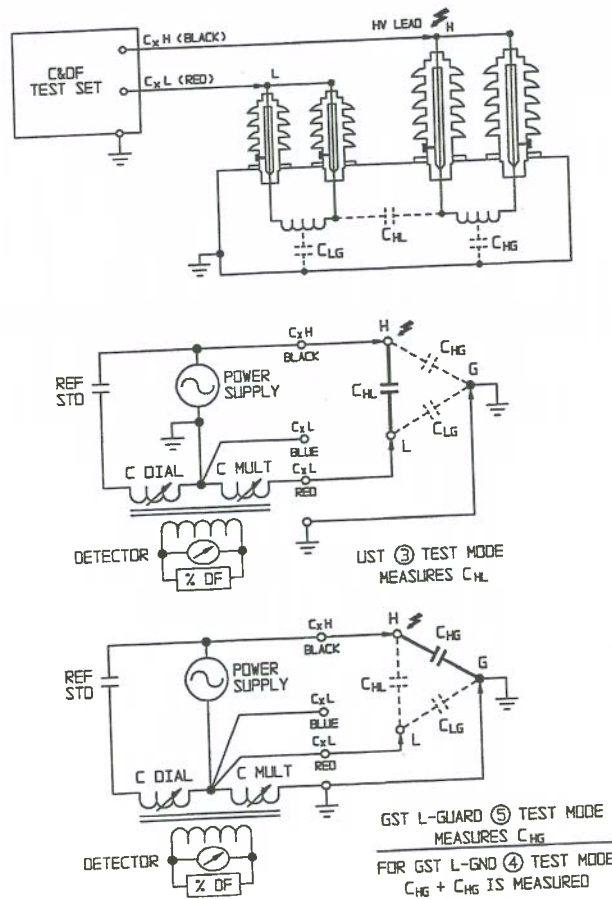 C&DF
TEST SET
CxH (BLACK)
CxL (RED)
HV LEAD
H
L
CHL
CLG
CHG
CxH
BLACK
H
CHG
G
REF
STD
POWER
SUPPLY
CHL
CLG
CxL
BLUE
L
C DIAL
C MULT
CxL
RED
DETECTOR
% DF
UST ③ TEST MODE
MEASURES CHL
CxH
BLACK
H
CHG
G
REF
STD
POWER
SUPPLY
CHL
CLG
CxL
BLUE
L
CxL
RED
C DIAL
C MULT
DETECTOR
% DF
GST L-GUARD ⑤ TEST MODE
MEASURES CHG
FOR GST L-GND ④ TEST MODE
CHG + CHG IS MEASURED